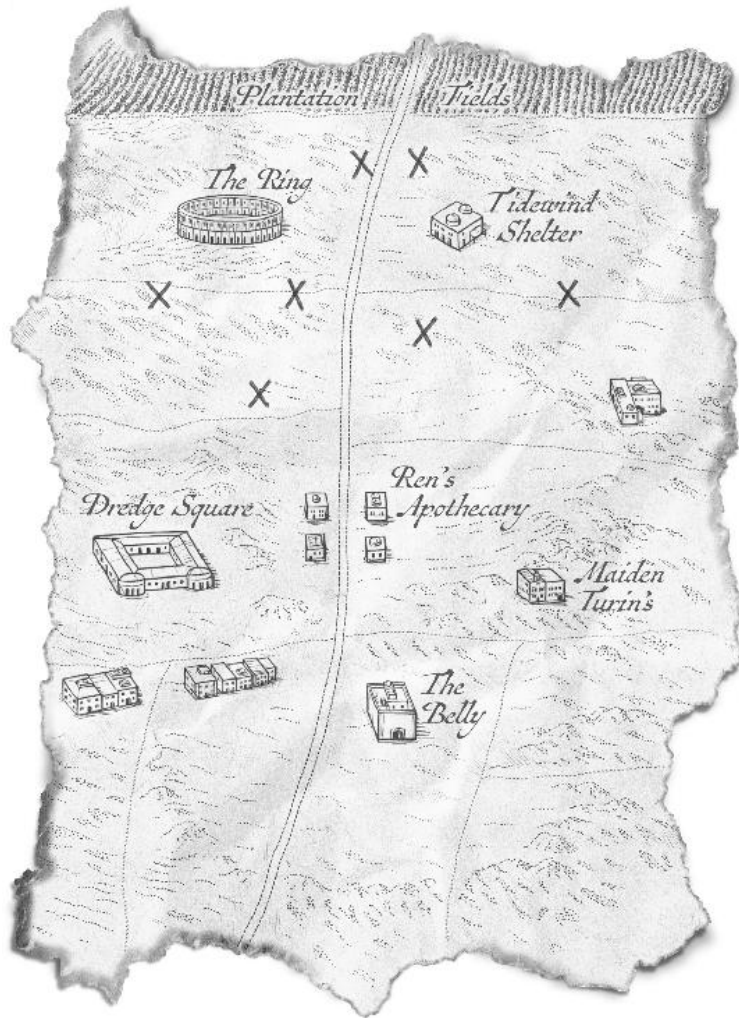 Plantation Fields
The Ring
Tidewind
Shelter
Ren's
Apothecary
Dredge Square
Maiden
Turin's
The
Belly